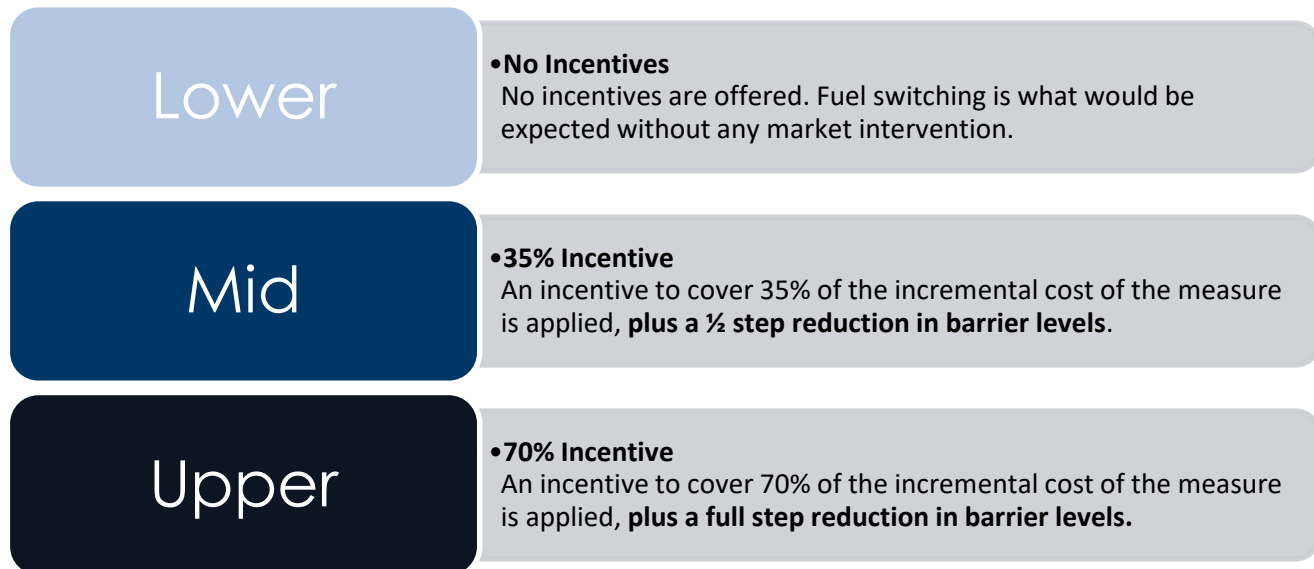 Lower
•No Incentives
No incentives are offered. Fuel switching is what would be
expected without any market intervention.
Mid
•35% Incentive
An incentive to cover 35% of the incremental cost of the measure
is applied, plus a ½ step reduction in barrier levels.
Upper
•70% Incentive
An incentive to cover 70% of the incremental cost of the measure
is applied, plus a full step reduction in barrier levels.